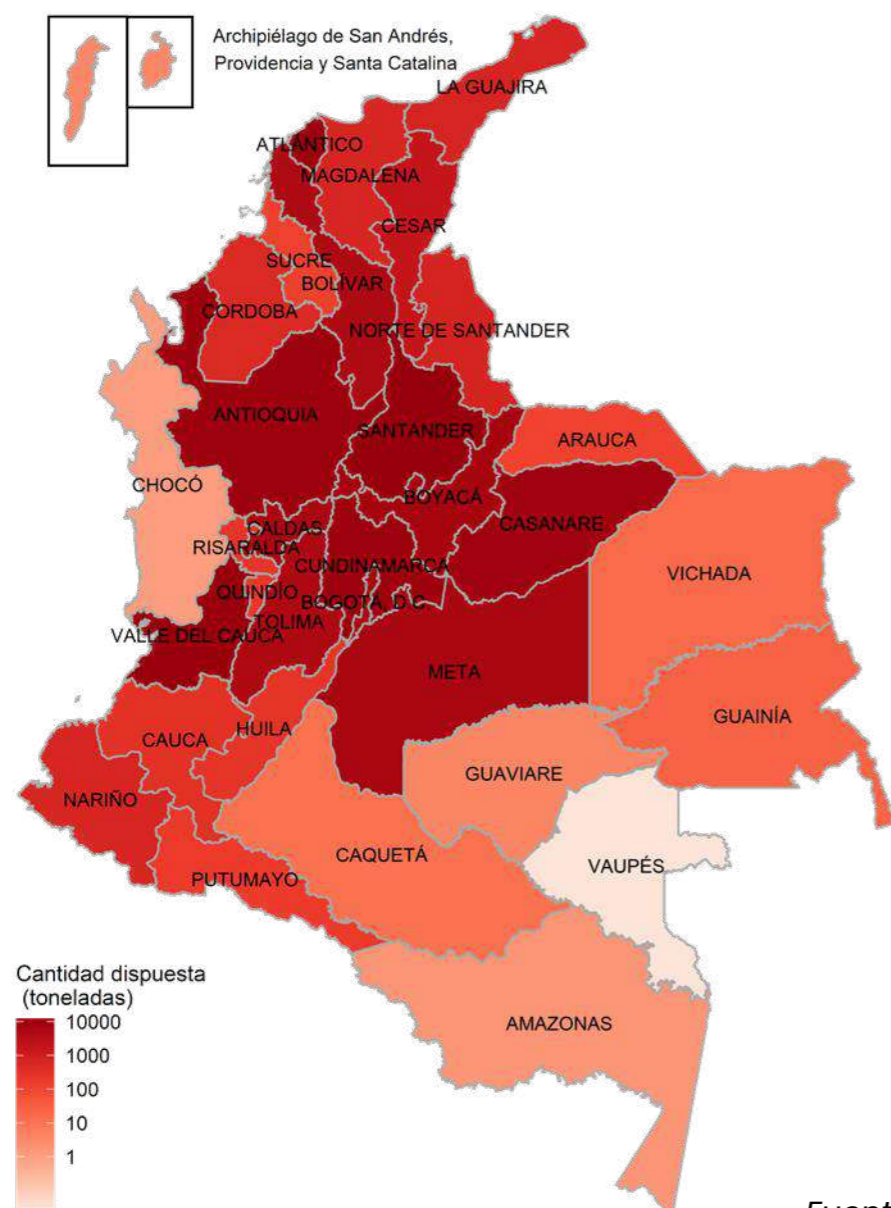 Archipiélago de San Andrés,
Providencia y Santa Catalina
LA GUAJIRA
ATLÁNTICO
MAGDALENA
CESAR
SUCRE
BOLÍVAR
CORDOBA
NORTE DE SANTANDER
ANTIOQUIA
SANTANDER
ARAUCA
CHOCÓ
BOYACÁ
CASANARE
CALDAS
RISARALDA
CUNDINAMARCA
VICHADA
QUINDÍO
BOGOTÁ, D.C.
TOLIMA
VALLE DEL CAUCA
META
GUAINÍA
HUILA
CAUCA
GUAVIARE
NARIÑO
CAQUETÁ
VAUPÉS
PUTUMAYO
Cantidad dispuesta
(toneladas)
10000
1000
100
10
1
AMAZONAS